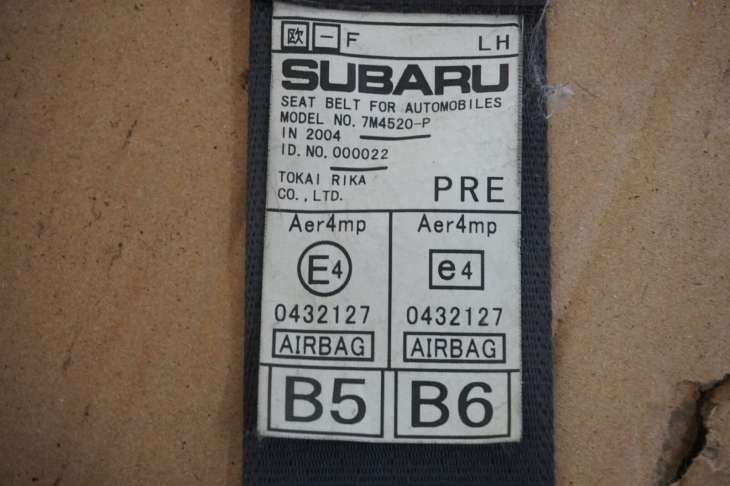 欧 一 F LH
SUBARU
SEAT BELT FOR AUTOMOBILES
MODEL NO. 7M4520-P
IN 2004
ID. NO. 000022
TOKAI RIKA
CO., LTD.
PRE
Aer4mp Aer4mp
E4 e4
0432127 0432127
AIRBAG AIRBAG
B5 B6